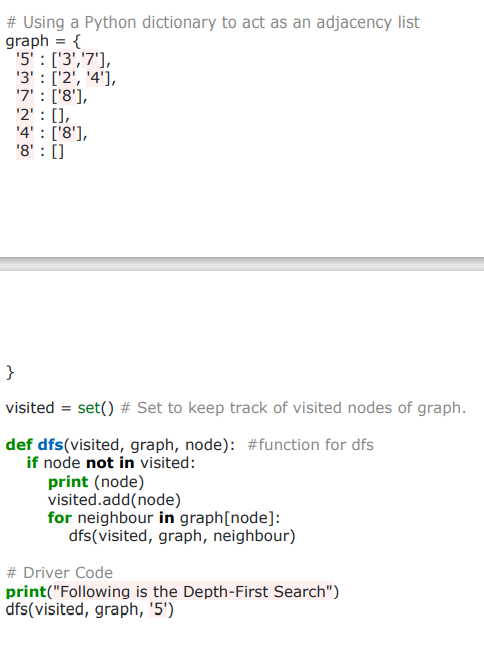 # Using a Python dictionary to act as an adjacency list
graph = {
  '5' : ['3','7'],
  '3' : ['2', '4'],
  '7' : ['8'],
  '2' : [],
  '4' : ['8'],
  '8' : []
}
visited = set() # Set to keep track of visited nodes of graph.
def dfs(visited, graph, node):  #function for dfs
    if node not in visited:
        print (node)
        visited.add(node)
        for neighbour in graph[node]:
            dfs(visited, graph, neighbour)
# Driver Code
print("Following is the Depth-First Search")
dfs(visited, graph, '5')